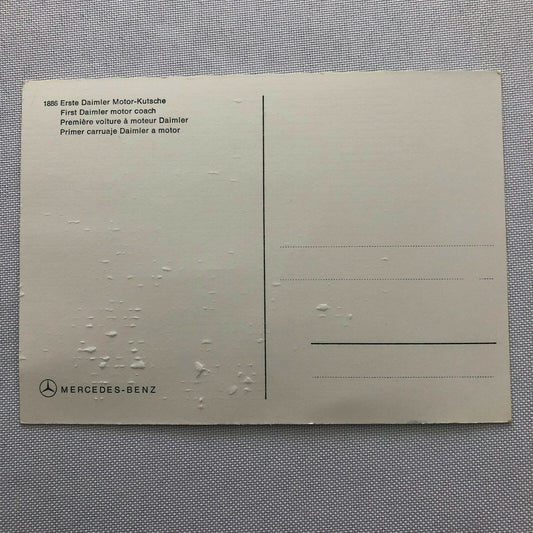 1886 Erste Daimler Motor-Kutsche
First Daimler motor coach
Première voiture à moteur Daimler
Primer carruaje Daimler a motor
MERCEDES-BENZ